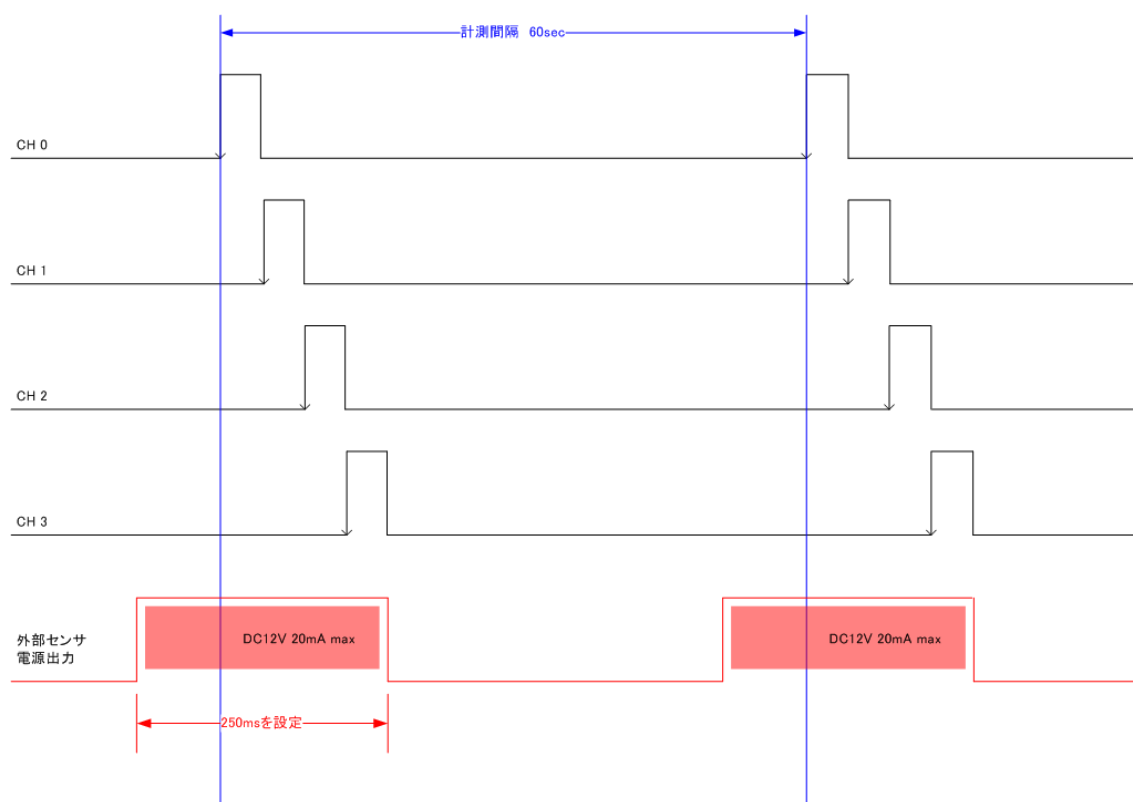 計測間隔 60sec
CH 0
CH 1
CH 2
CH 3
外部センサ
電源出力
DC12V 20mA max
DC12V 20mA max
250msを設定